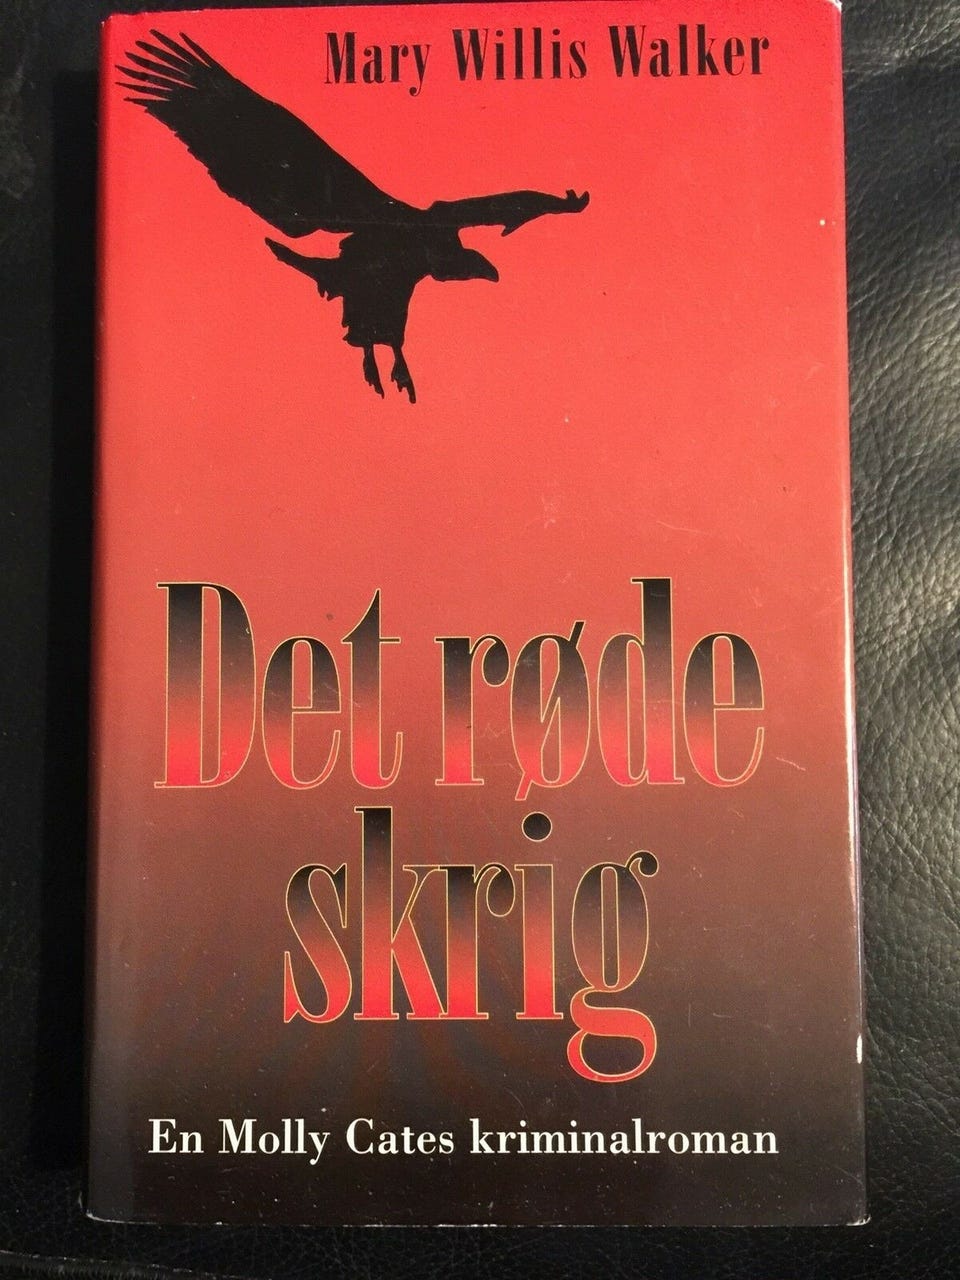 Mary Willis Walker
Det røde
skrig
En Molly Cates kriminalroman